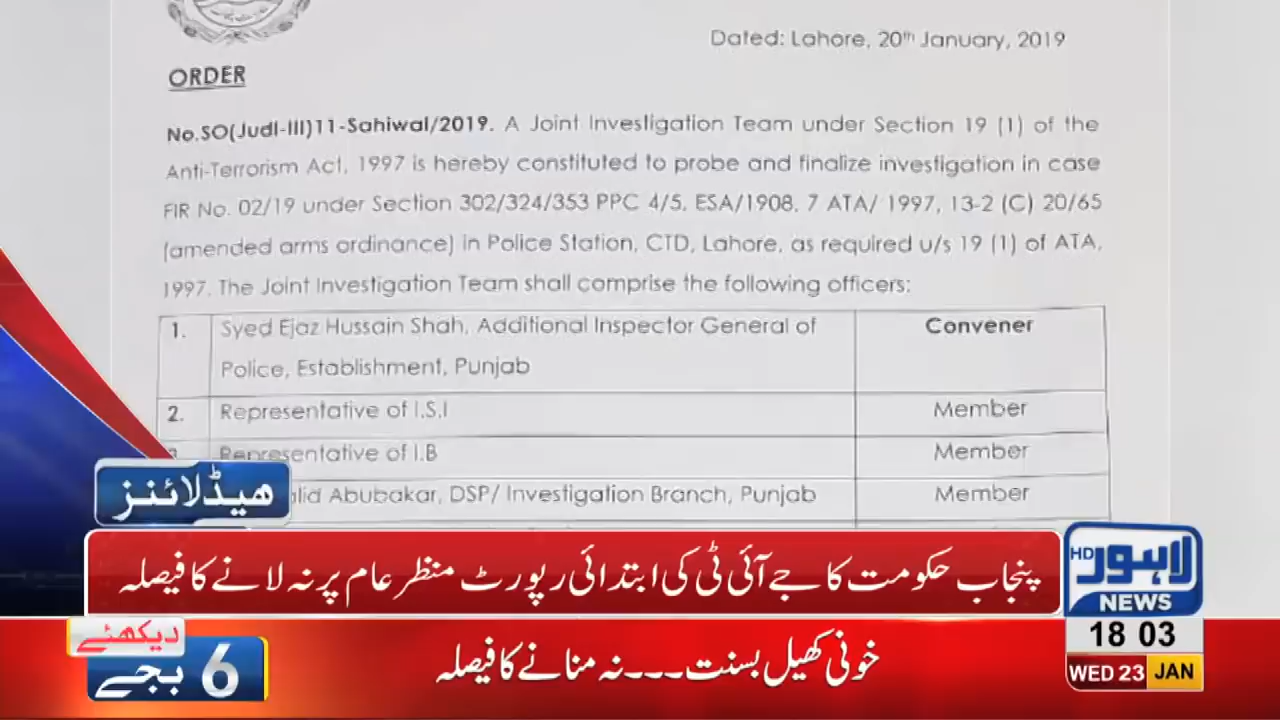 Dated: Lahore, 20th January, 2019
ORDER
No.SO(Judl-III)11-Sahiwal/2019. A Joint Investigation Team under Section 19 (1) of the
Anti-Terrorism Act, 1997 is hereby constituted to probe and finalize investigation in case
FIR No. 02/19 under Section 302/324/353 PPC 4/5, ESA/1908, 7 ATA/ 1997, 13-2 (C) 20/65
(amended arms ordinance) in Police Station, CTD, Lahore, as required u/s 19 (1) of ATA,
1997. The Joint Investigation Team shall comprise the following officers:
1. Syed Ejaz Hussain Shah, Additional Inspector General of Convener
Police, Establishment, Punjab
2. Representative of I.S.I Member
Representative of I.B Member
Abubakar, DSP/ Investigation Branch, Punjab Member
ھیڈلائنز
پنجاب حکومت کا جے آئی ٹی کی ابتدائی رپورٹ منظر عام پر نہ لانے کا فیصلہ
لاہور HD
NEWS
18 03
WED 23 JAN
دیکھئے
6 بجے
خونی کھیل بسنت ۔۔۔ نہ منانے کا فیصلہ